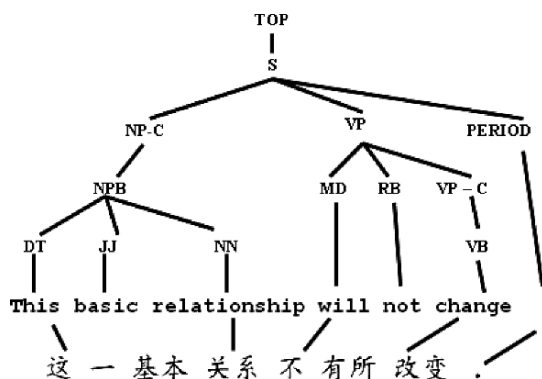 TOP
S
NP-C VP PERIOD
NPB MD RB VP – C
DT JJ NN VB
This basic relationship will not change
这 一 基本 关系 不 有所 改变 .